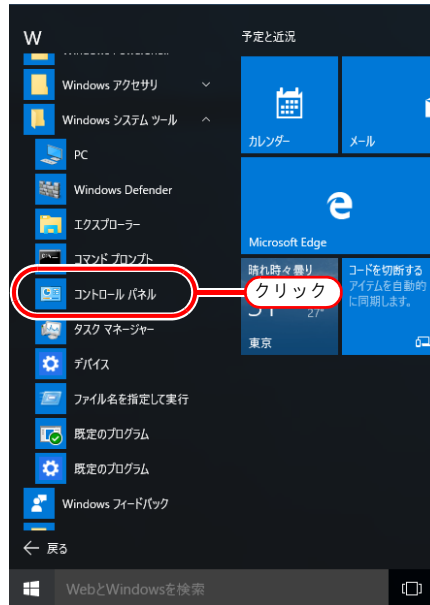 W
予定と近況
Windows アクセサリ
Windows システム ツール
PC
Windows Defender
エクスプローラー
コマンド プロンプト
コントロール パネル
タスク マネージャー
デバイス
ファイル名を指定して実行
既定のプログラム
既定のプログラム
Windows フィードバック
戻る
WebとWindowsを検索
カレンダー
メール
Microsoft Edge
晴れ時々曇り
クリック
27°
東京
コードを切断する
アイテムを自動的
に同期します。